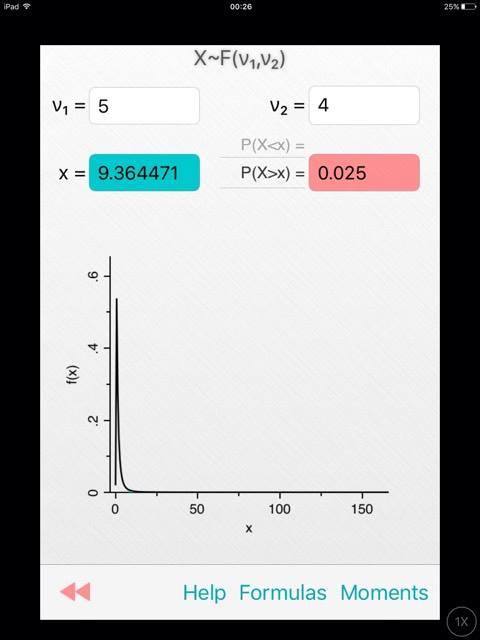 iPad 00:26 25%
X~F(ν₁,ν₂)
ν₁ = 5 ν₂ = 4
P(X<x) =
x = 9.364471 P(X>x) = 0.025
.6
.4
.2
0
f(x)
0 50 100 150
x
Help Formulas Moments
1X